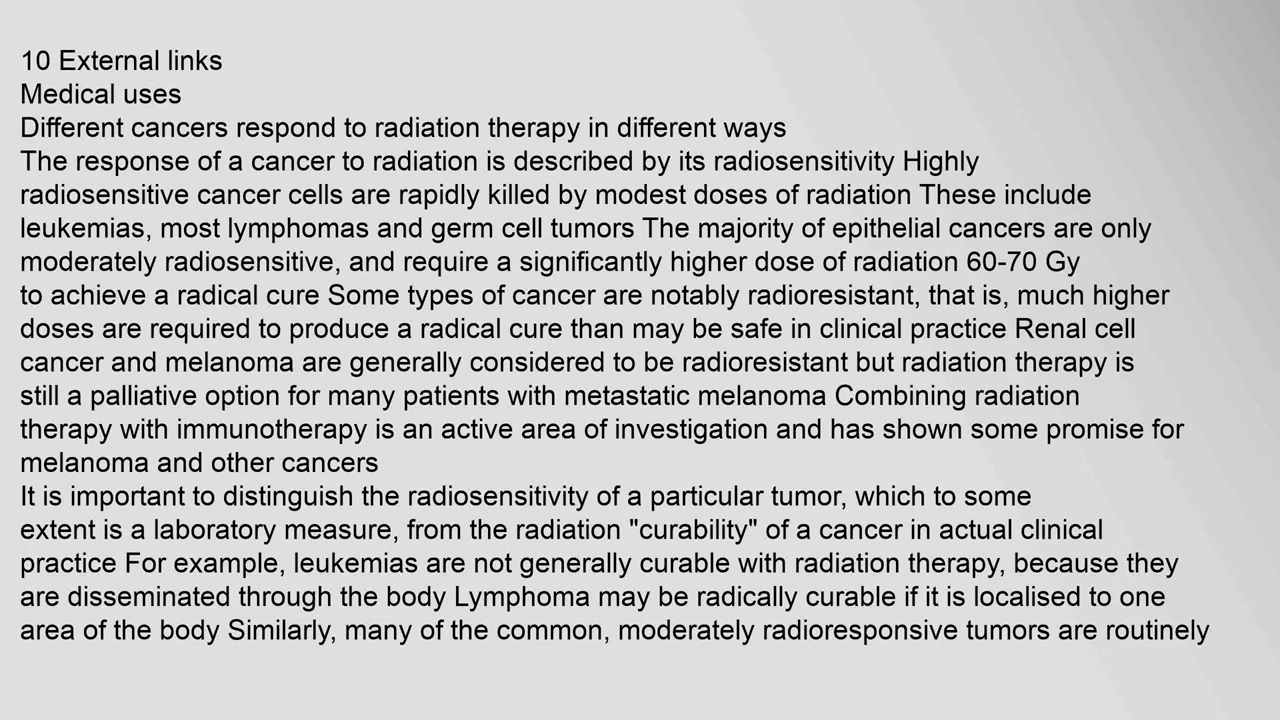 10 External links
Medical uses
Different cancers respond to radiation therapy in different ways
The response of a cancer to radiation is described by its radiosensitivity Highly
radiosensitive cancer cells are rapidly killed by modest doses of radiation These include
leukemias, most lymphomas and germ cell tumors The majority of epithelial cancers are only
moderately radiosensitive, and require a significantly higher dose of radiation 60-70 Gy
to achieve a radical cure Some types of cancer are notably radioresistant, that is, much higher
doses are required to produce a radical cure than may be safe in clinical practice Renal cell
cancer and melanoma are generally considered to be radioresistant but radiation therapy is
still a palliative option for many patients with metastatic melanoma Combining radiation
therapy with immunotherapy is an active area of investigation and has shown some promise for
melanoma and other cancers
It is important to distinguish the radiosensitivity of a particular tumor, which to some
extent is a laboratory measure, from the radiation "curability" of a cancer in actual clinical
practice For example, leukemias are not generally curable with radiation therapy, because they
are disseminated through the body Lymphoma may be radically curable if it is localised to one
area of the body Similarly, many of the common, moderately radioresponsive tumors are routinely